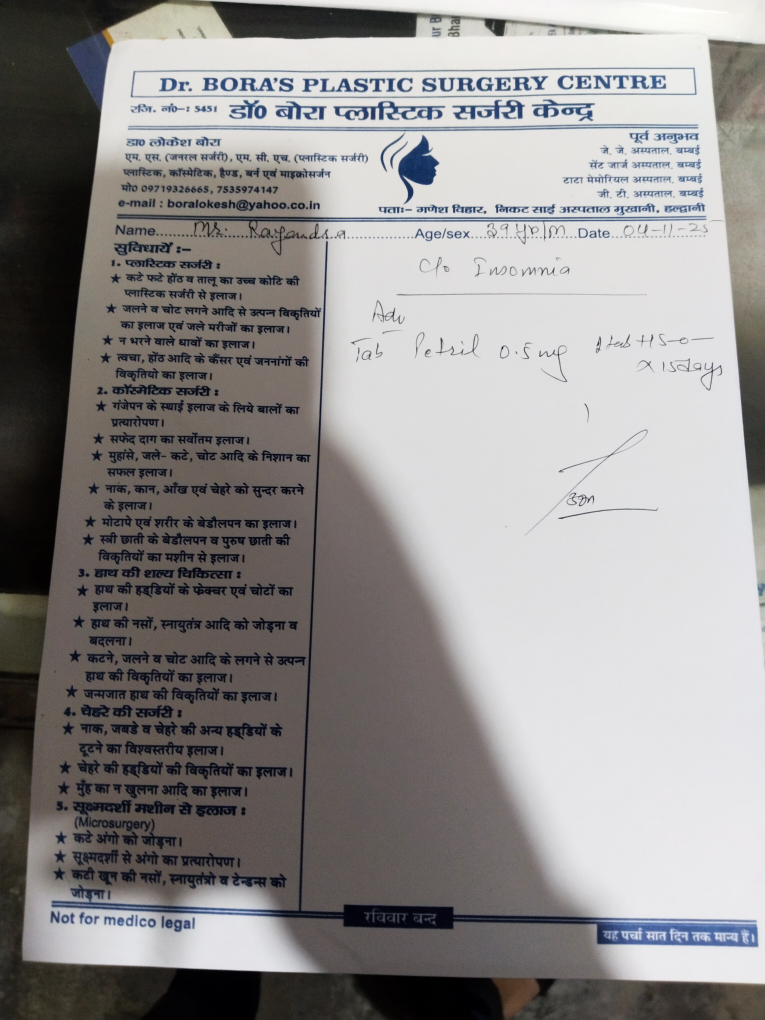 Dr. BORA'S PLASTIC SURGERY CENTRE
रजि. नं०-: 5451 डॉ० बोरा प्लास्टिक सर्जरी केन्द्र
डा० लोकेश बोरा
एम. एस. (जनरल सर्जरी), एम. सी. एच. (प्लास्टिक सर्जरी)
प्लास्टिक, कॉस्मेटिक, हैण्ड, बर्न एवं माइक्रोसर्जन
मो० 09719326665, 7535974147
e-mail : boralokesh@yahoo.co.in
पूर्व अनुभव
जे. जे. अस्पताल, बम्बई
सेंट जार्ज अस्पताल, बम्बई
टाटा मेमोरियल अस्पताल, बम्बई
जी. टी. अस्पताल, बम्बई
पताः- गणेश विहार, निकट साई अस्पताल मुखानी, हल्द्वानी
Name Mr. Rajendra Age/sex 39 yr/m Date 04-11-25
सुविधायें :-
1. प्लास्टिक सर्जरी :
★ कटे फटे होंठ व तालू का उच्च कोटि की
प्लास्टिक सर्जरी से इलाज।
★ जलने व चोट लगने आदि से उत्पन्न विकृतियों
का इलाज एवं जले मरीजों का इलाज।
★ न भरने वाले घावों का इलाज।
★ त्वचा, होंठ आदि के कैंसर एवं जननांगों की
विकृतियो का इलाज।
2. कॉस्मेटिक सर्जरी :
★ गंजेपन के स्थाई इलाज के लिये बालों का
प्रत्यारोपण।
★ सफेद दाग का सर्वोतम इलाज।
★ मुहांसे, जले- कटे, चोट आदि के निशान का
सफल इलाज।
★ नाक, कान, आँख एवं चेहरे को सुन्दर करने
के इलाज।
★ मोटापे एवं शरीर के बेडौलपन का इलाज।
★ स्त्री छाती के बेडौलपन व पुरुष छाती की
विकृतियों का मशीन से इलाज।
3. हाथ की शल्य चिकित्सा :
★ हाथ की हड्डियों के फ्रेक्चर एवं चोटों का
इलाज।
★ हाथ की नसों, स्नायुतंत्र आदि को जोड़ना व
बदलना।
★ कटने, जलने व चोट आदि के लगने से उत्पन्न
हाथ की विकृतियों का इलाज।
★ जन्मजात हाथ की विकृतियों का इलाज।
4. चेहरे की सर्जरी :
★ नाक, जबडे व चेहरे की अन्य हड्डियों के
टूटने का विश्वस्तरीय इलाज।
★ चेहरे की हड्डियों की विकृतियों का इलाज।
★ मुँह का न खुलना आदि का इलाज।
5. सूक्ष्मदर्शी मशीन से इलाज :
(Microsurgery)
★ कटे अंगो को जोड़ना।
★ सूक्ष्मदर्शी से अंगो का प्रत्यारोपण।
★ कटी खून की नसों, स्नायुतंत्रो व टेन्डन्स को
जोड़ना।
C/o Insomnia
Adv
Tab Petril 0.5 mg 1 tab HS-0-
x 15 days
Not for medico legal
रविवार बन्द
यह पर्चा सात दिन तक मान्य है।